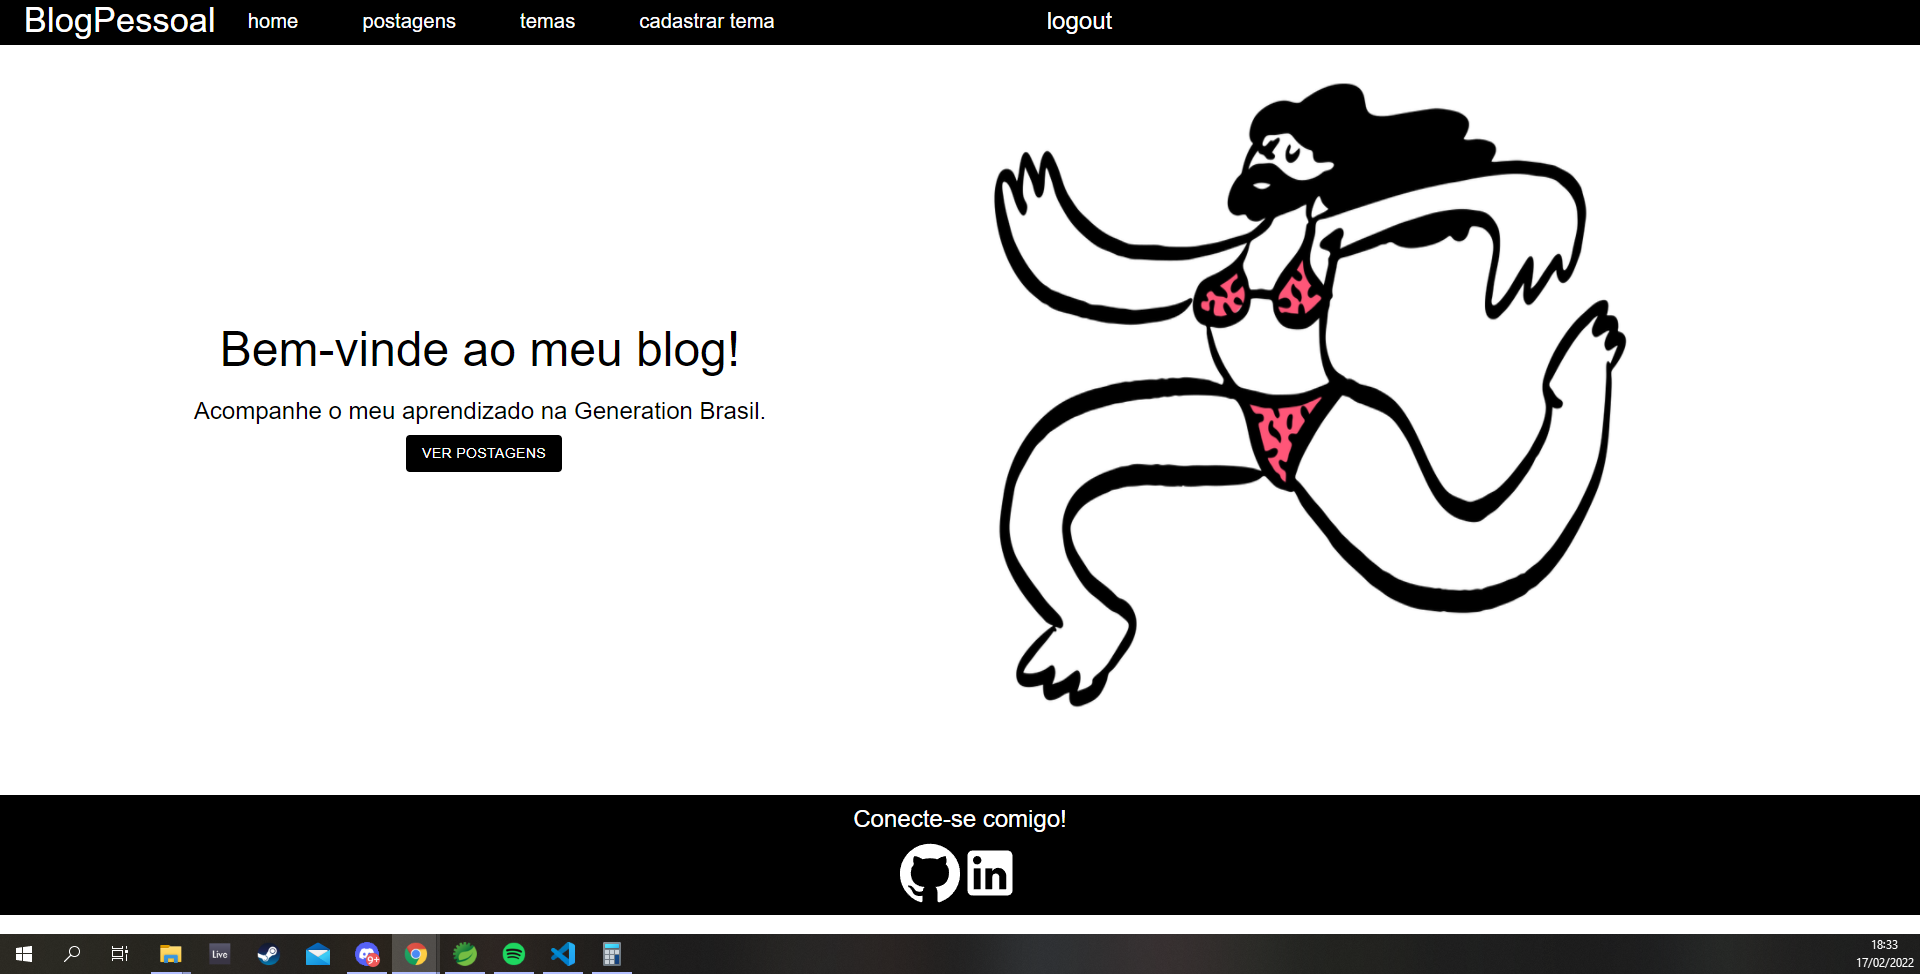 BlogPessoal home postagens temas cadastrar tema logout
Bem-vinde ao meu blog!
Acompanhe o meu aprendizado na Generation Brasil.
VER POSTAGENS
Conecte-se comigo!
in
Live
9+
18:33
17/02/2022